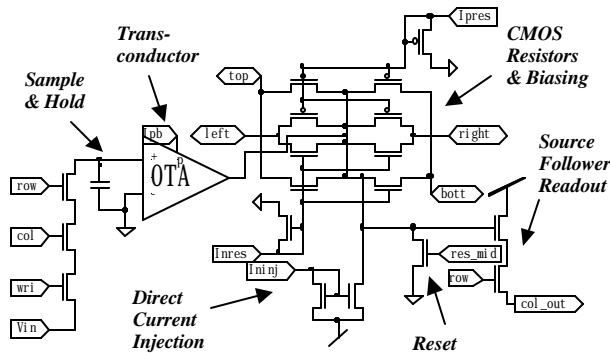 Ipres
Trans-
conductor
CMOS
Resistors
& Biasing
Sample
& Hold
top
Ipb
left
right
Source
Follower
Readout
+
p
OTA
-
row
bott
col
Inres
res_mid
Ininj
row
wri
Direct
Current
Injection
col_out
Vin
Reset